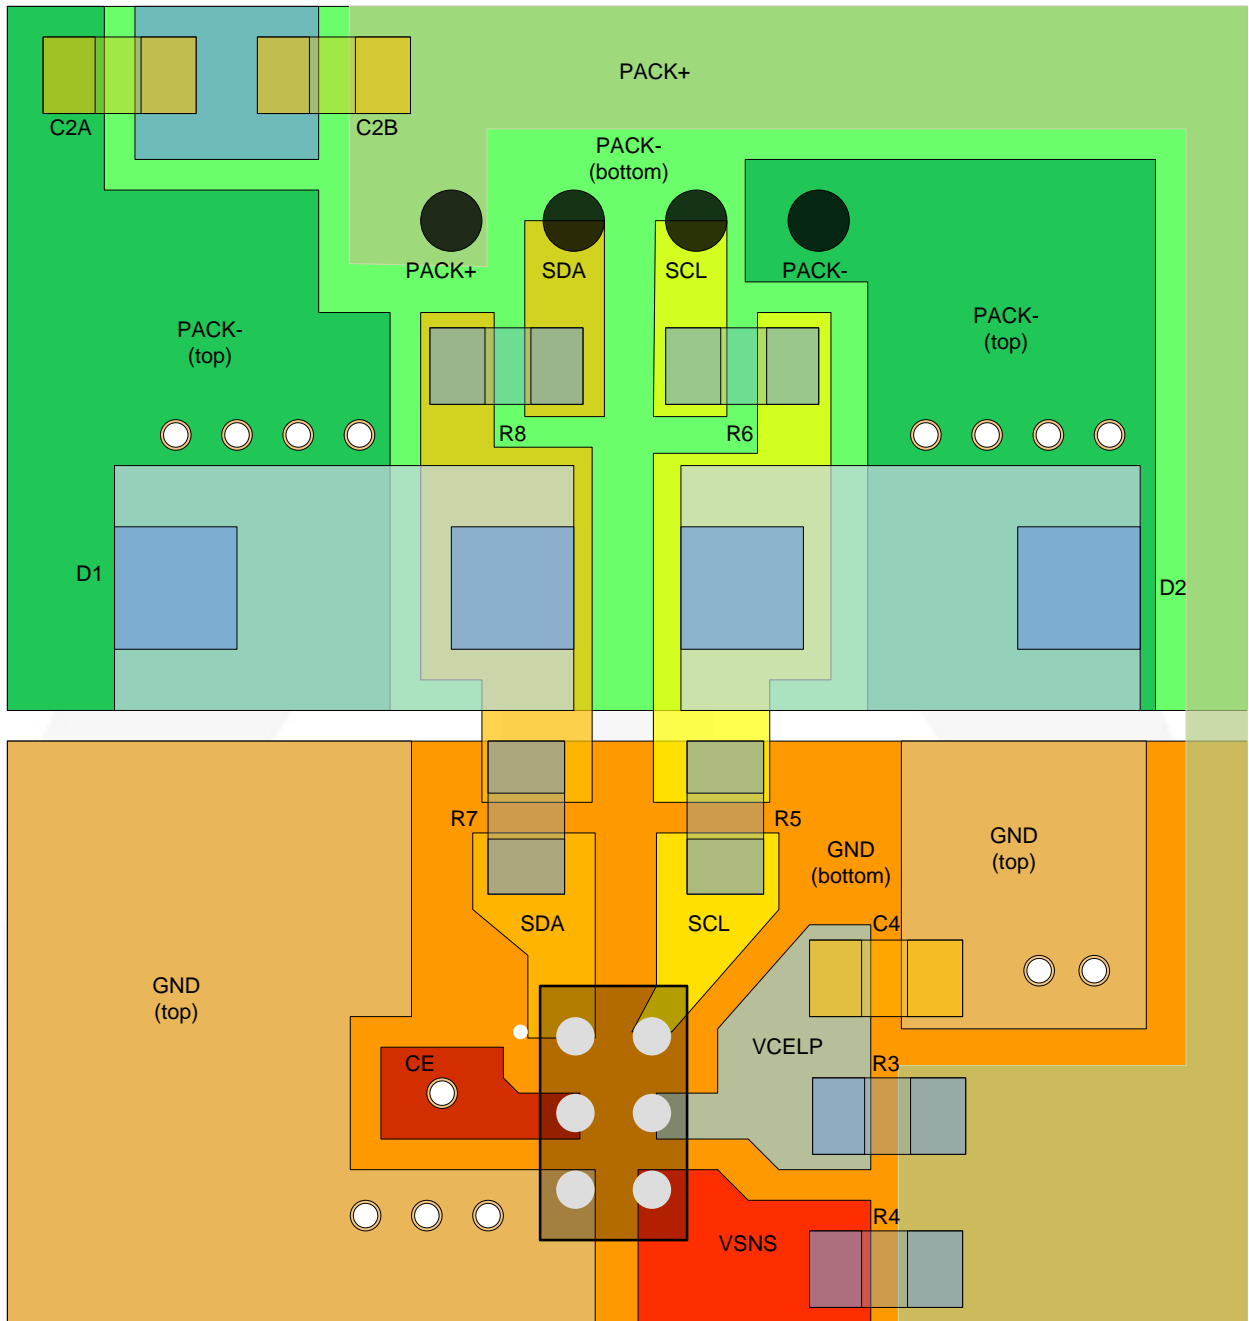 PACK+
C2A
C2B
PACK-
(bottom)
PACK+
SDA
SCL
PACK-
PACK-
(top)
PACK-
(top)
R8
R6
D1
D2
R7
R5
GND
(bottom)
GND
(top)
SDA
SCL
C4
GND
(top)
VCELP
CE
R3
R4
VSNS